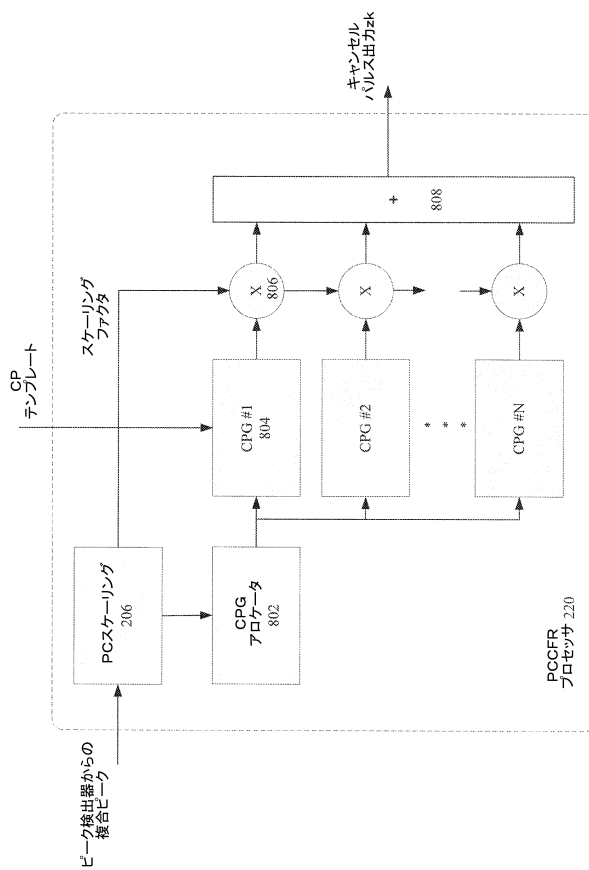 ピーク検出器からの
複合ピーク
PCスケーリング
206
CPG
アロケータ
802
CP
テンプレート
スケーリング
ファクタ
CPG #1
804
CPG #2
* * *
CPG #N
X
806
X
X
+
808
キャンセル
パルス出力zk
PCCFR
プロセッサ 220